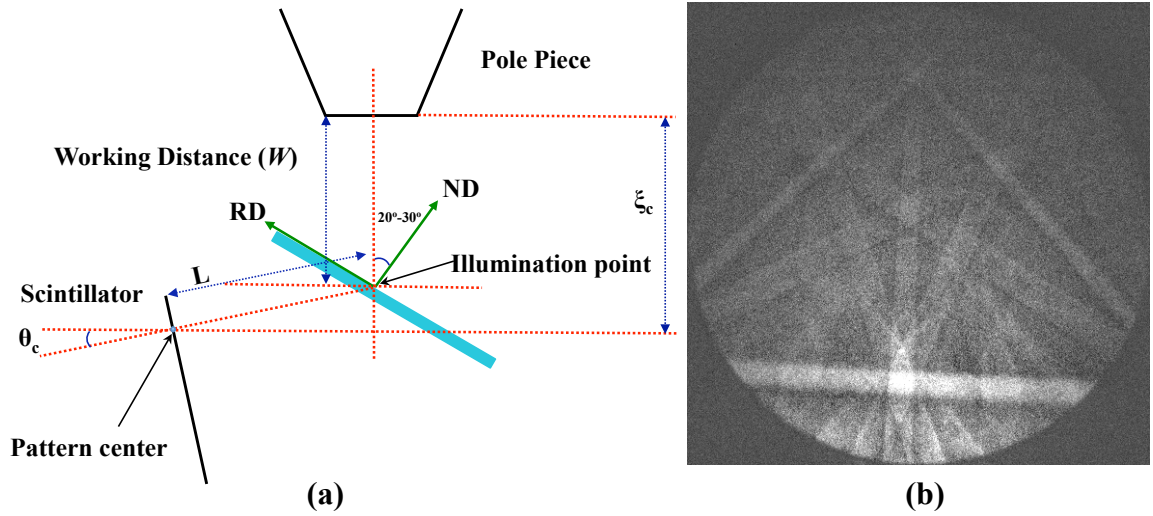 Pole Piece
Working Distance (W)
ND
RD
20º-30º
ξc
L
Illumination point
Scintillator
θc
Pattern center
(a)
(b)